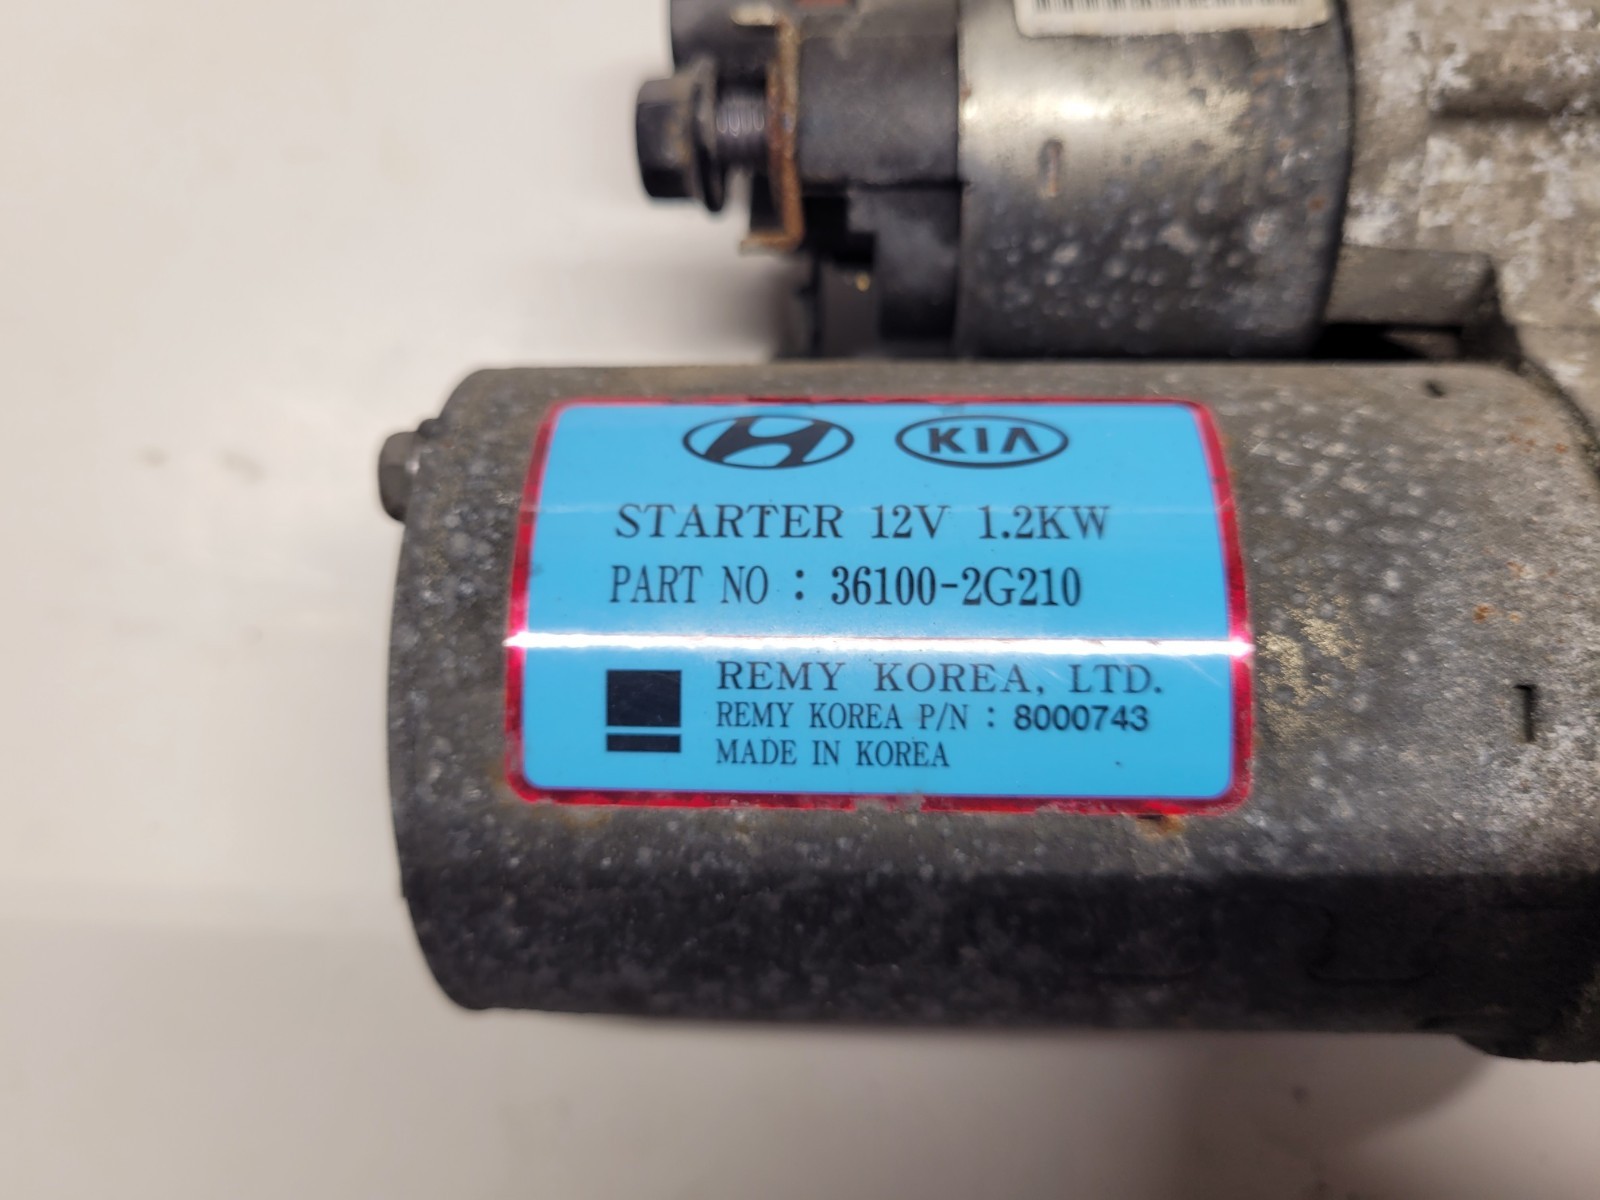 KIA
STARTER 12V 1.2KW
PART NO : 36100-2G210
REMY KOREA, LTD.
REMY KOREA P/N : 8000743
MADE IN KOREA